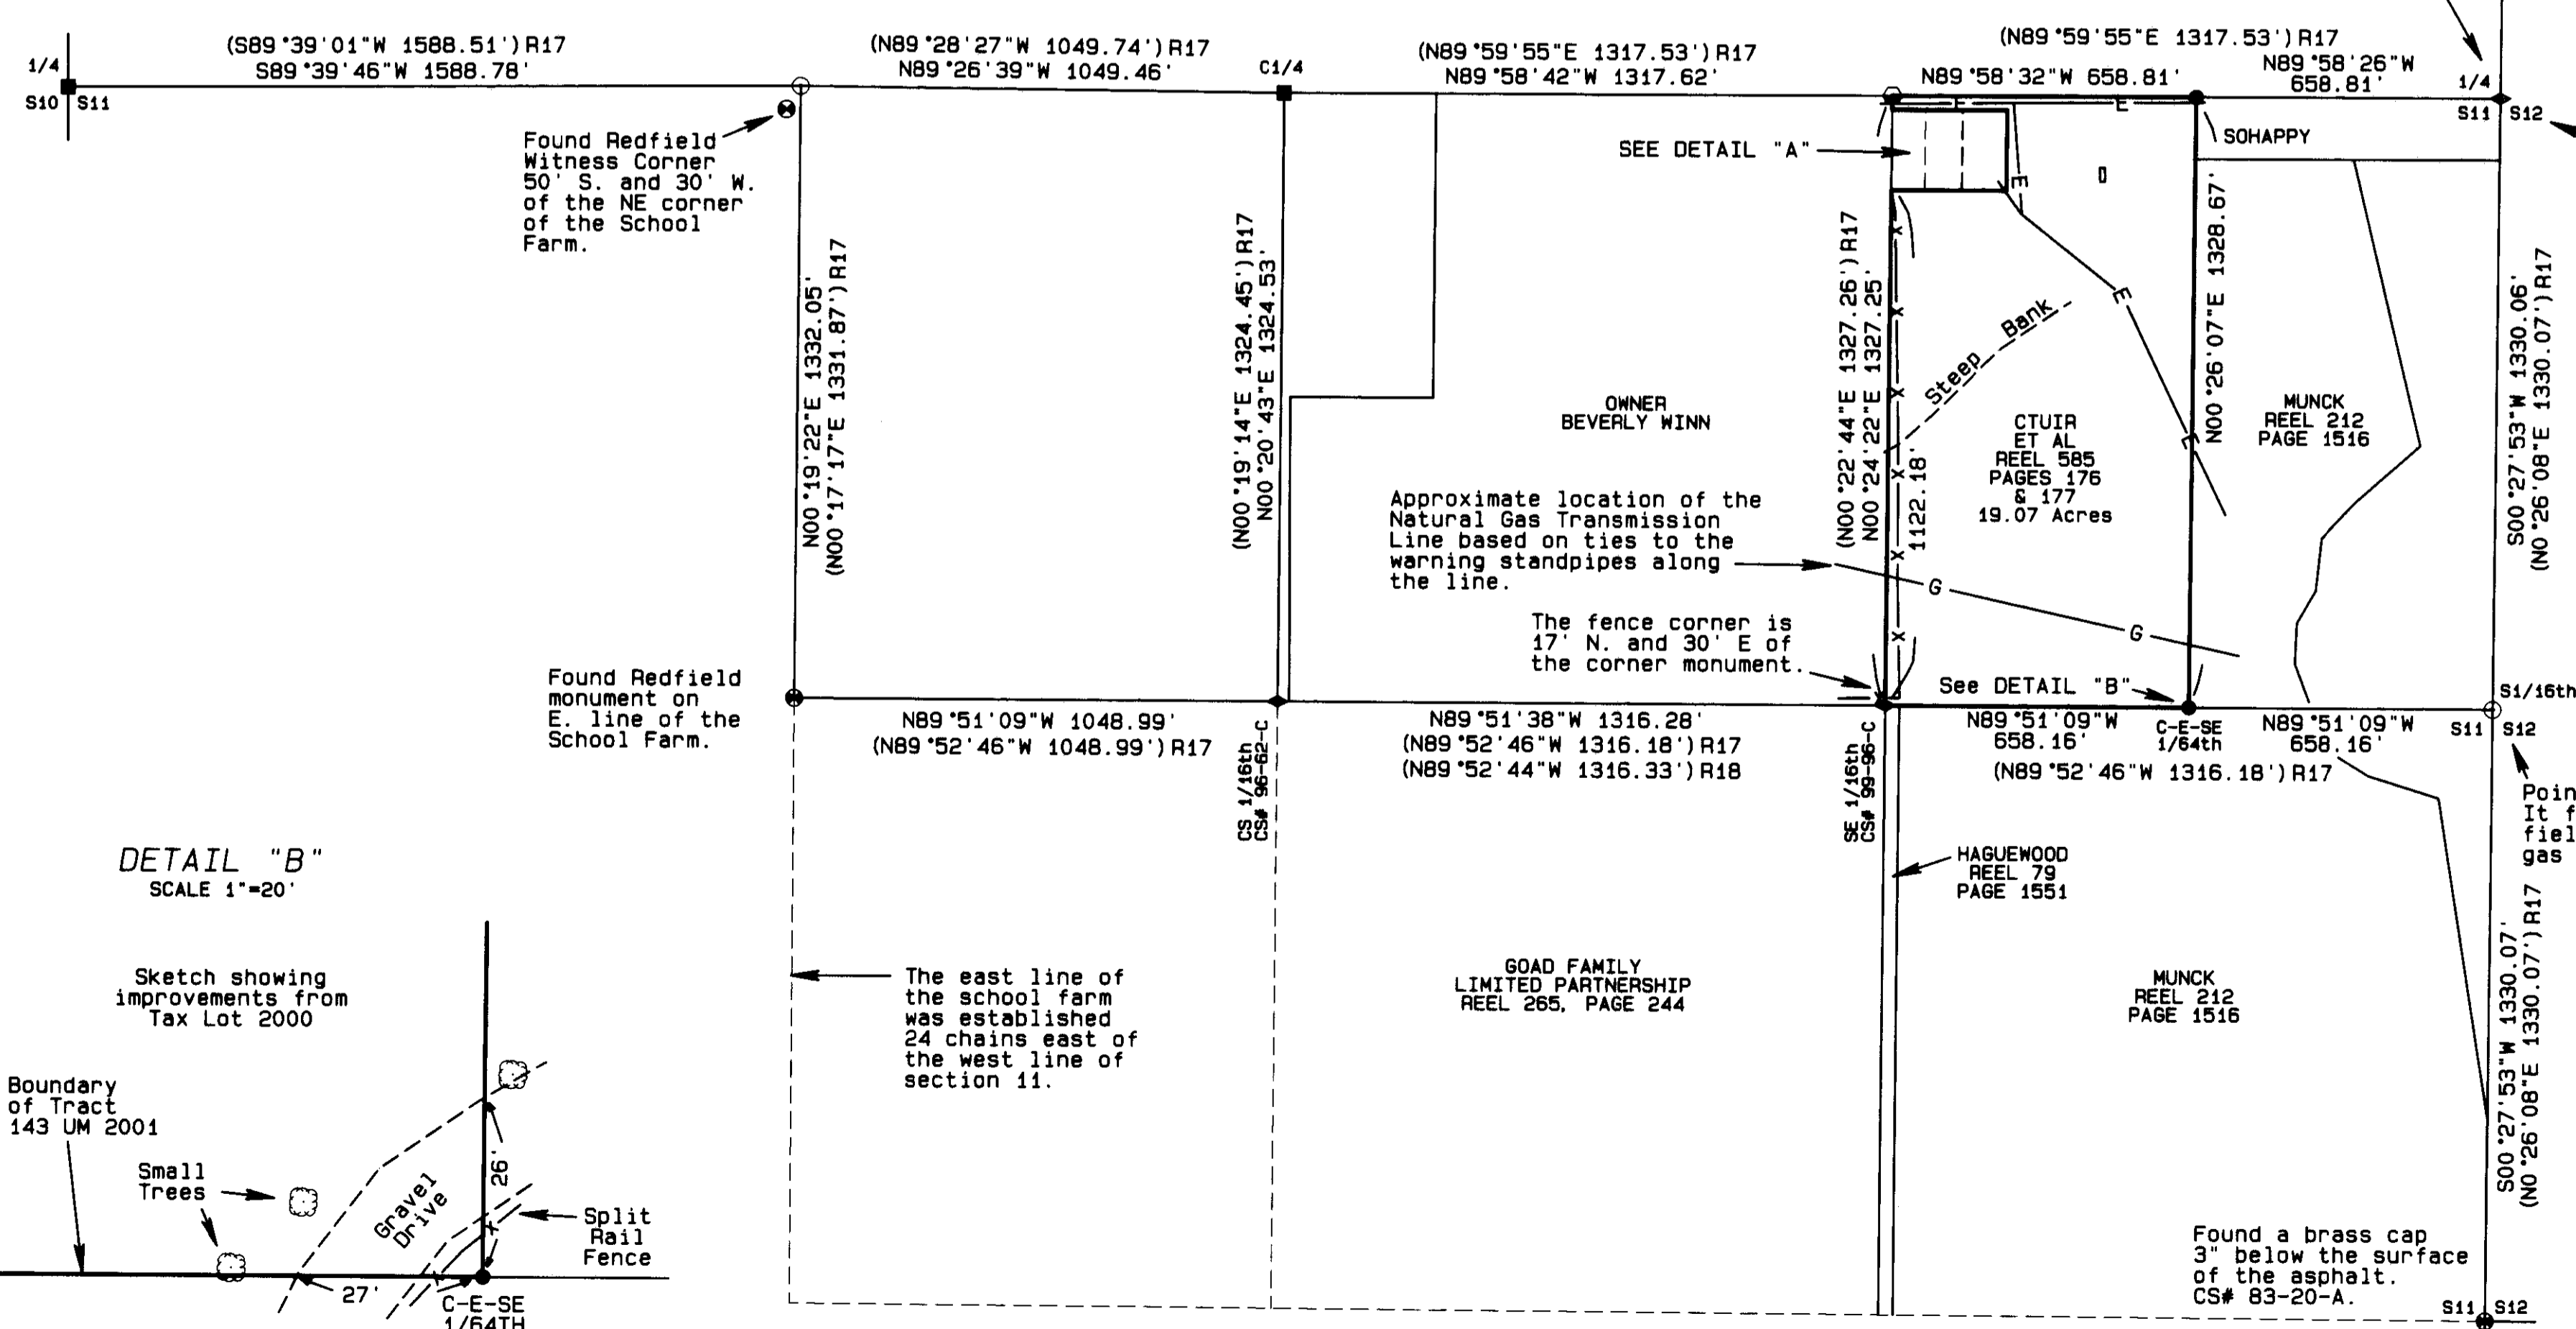 (S89°39'01"W 1588.51')R17
S89°39'46"W 1588.78'
(N89°28'27"W 1049.74')R17
N89°26'39"W 1049.46'
C1/4
(N89°59'55"E 1317.53')R17
N89°58'42"W 1317.62'
(N89°59'55"E 1317.53')R17
N89°58'32"W 658.81'
N89°58'26"W
658.81'
1/4
1/4
S10
S11
S11
S12
Found Redfield
Witness Corner
50' S. and 30' W.
of the NE corner
of the School
Farm.
SEE DETAIL "A"
SOHAPPY
E
E
E
N00°19'22"E 1332.05'
(N00°17'17"E 1331.87')R17
(N00°19'14"E 1324.45')R17
N00°20'43"E 1324.53'
(N00°22'44"E 1327.26')R17
N00°24'22"E 1327.25'
1122.18'
N00°26'07"E 1328.67'
S00°27'53"W 1330.06'
(N0°26'08"E 1330.07')R17
Steep Bank
OWNER
BEVERLY WINN
CTUIR
ET AL
REEL 585
PAGES 176
& 177
19.07 Acres
MUNCK
REEL 212
PAGE 1516
Approximate location of the
Natural Gas Transmission
Line based on ties to the
warning standpipes along
the line.
G
G
The fence corner is
17' N. and 30' E of
the corner monument.
See DETAIL "B"
Found Redfield
monument on
E. line of the
School Farm.
N89°51'09"W 1048.99'
(N89°52'46"W 1048.99')R17
CS 1/16th
CS# 96-62-C
N89°51'38"W 1316.28'
(N89°52'46"W 1316.18')R17
(N89°52'44"W 1316.33')R18
SE 1/16th
CS# 99-96-C
N89°51'09"W
658.16'
C-E-SE
1/64th
N89°51'09"W
658.16'
(N89°52'46"W 1316.18')R17
S1/16th
S11
S12
Poin
It f
fiel
gas
DETAIL "B"
SCALE 1"=20'
Sketch showing
improvements from
Tax Lot 2000
Boundary
of Tract
143 UM 2001
Small
Trees
Gravel
Drive
26'
27'
Split
Rail
Fence
C-E-SE
1/64TH
The east line of
the school farm
was established
24 chains east of
the west line of
section 11.
GOAD FAMILY
LIMITED PARTNERSHIP
REEL 265, PAGE 244
HAGUEWOOD
REEL 79
PAGE 1551
MUNCK
REEL 212
PAGE 1516
S00°27'53"W 1330.07'
(N0°26'08"E 1330.07')R17
Found a brass cap
3" below the surface
of the asphalt.
CS# 83-20-A.
S11
S12